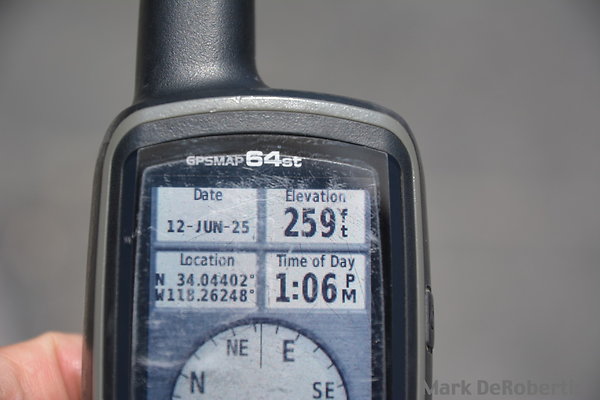 GPSMAP 64st
Date
12-JUN-25
Elevation
259 ft
Location
N 34.04402°
W118.26248°
Time of Day
1:06 PM
NE
E
N
SE
Mark DeRobert